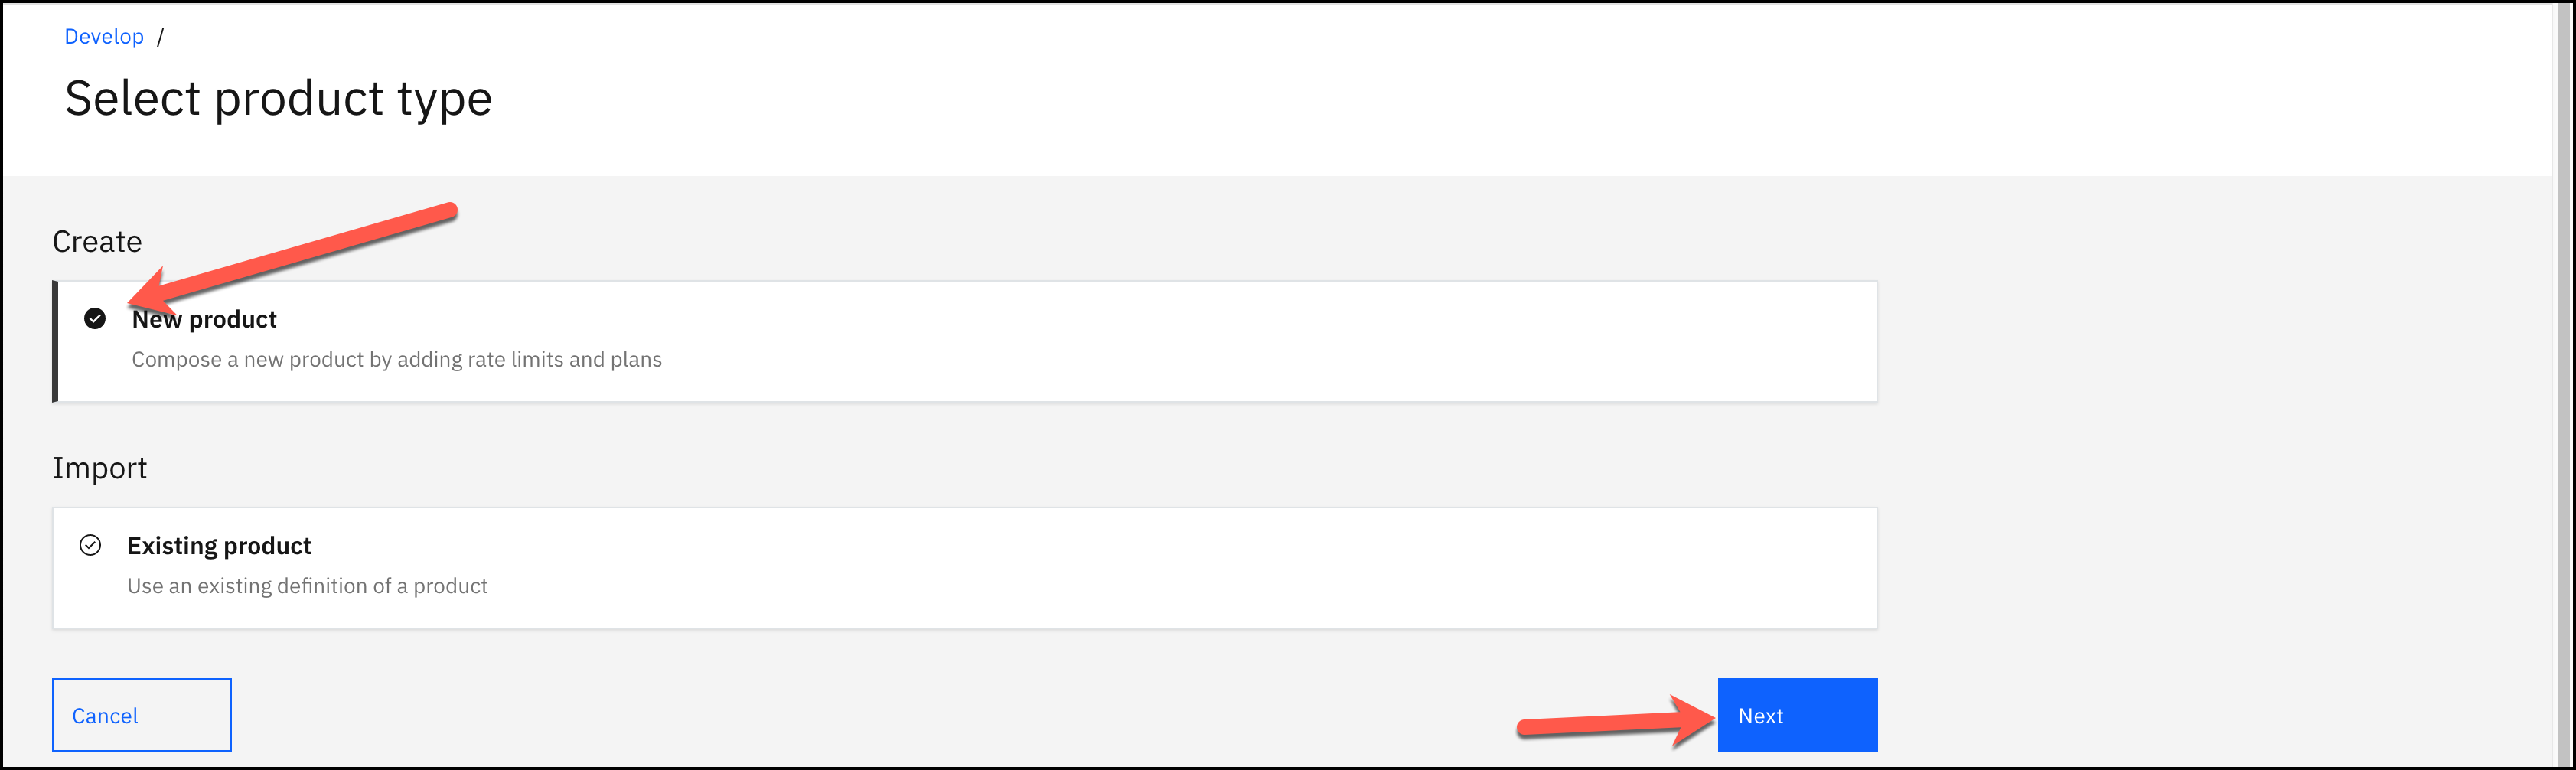 Develop /
Select product type
Create
New product
Compose a new product by adding rate limits and plans
Import
Existing product
Use an existing definition of a product
Cancel
Next